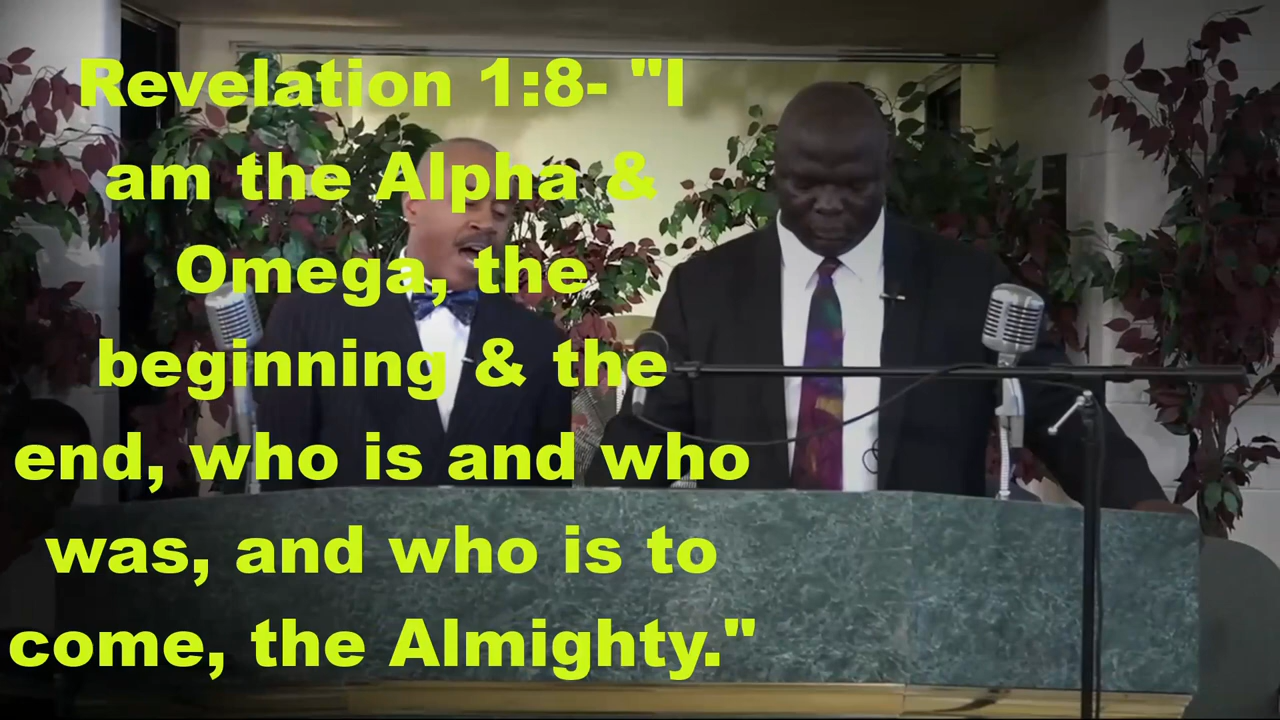 Revelation 1:8- "I
am the Alpha &
Omega, the
beginning & the
end, who is and who
was, and who is to
come, the Almighty."